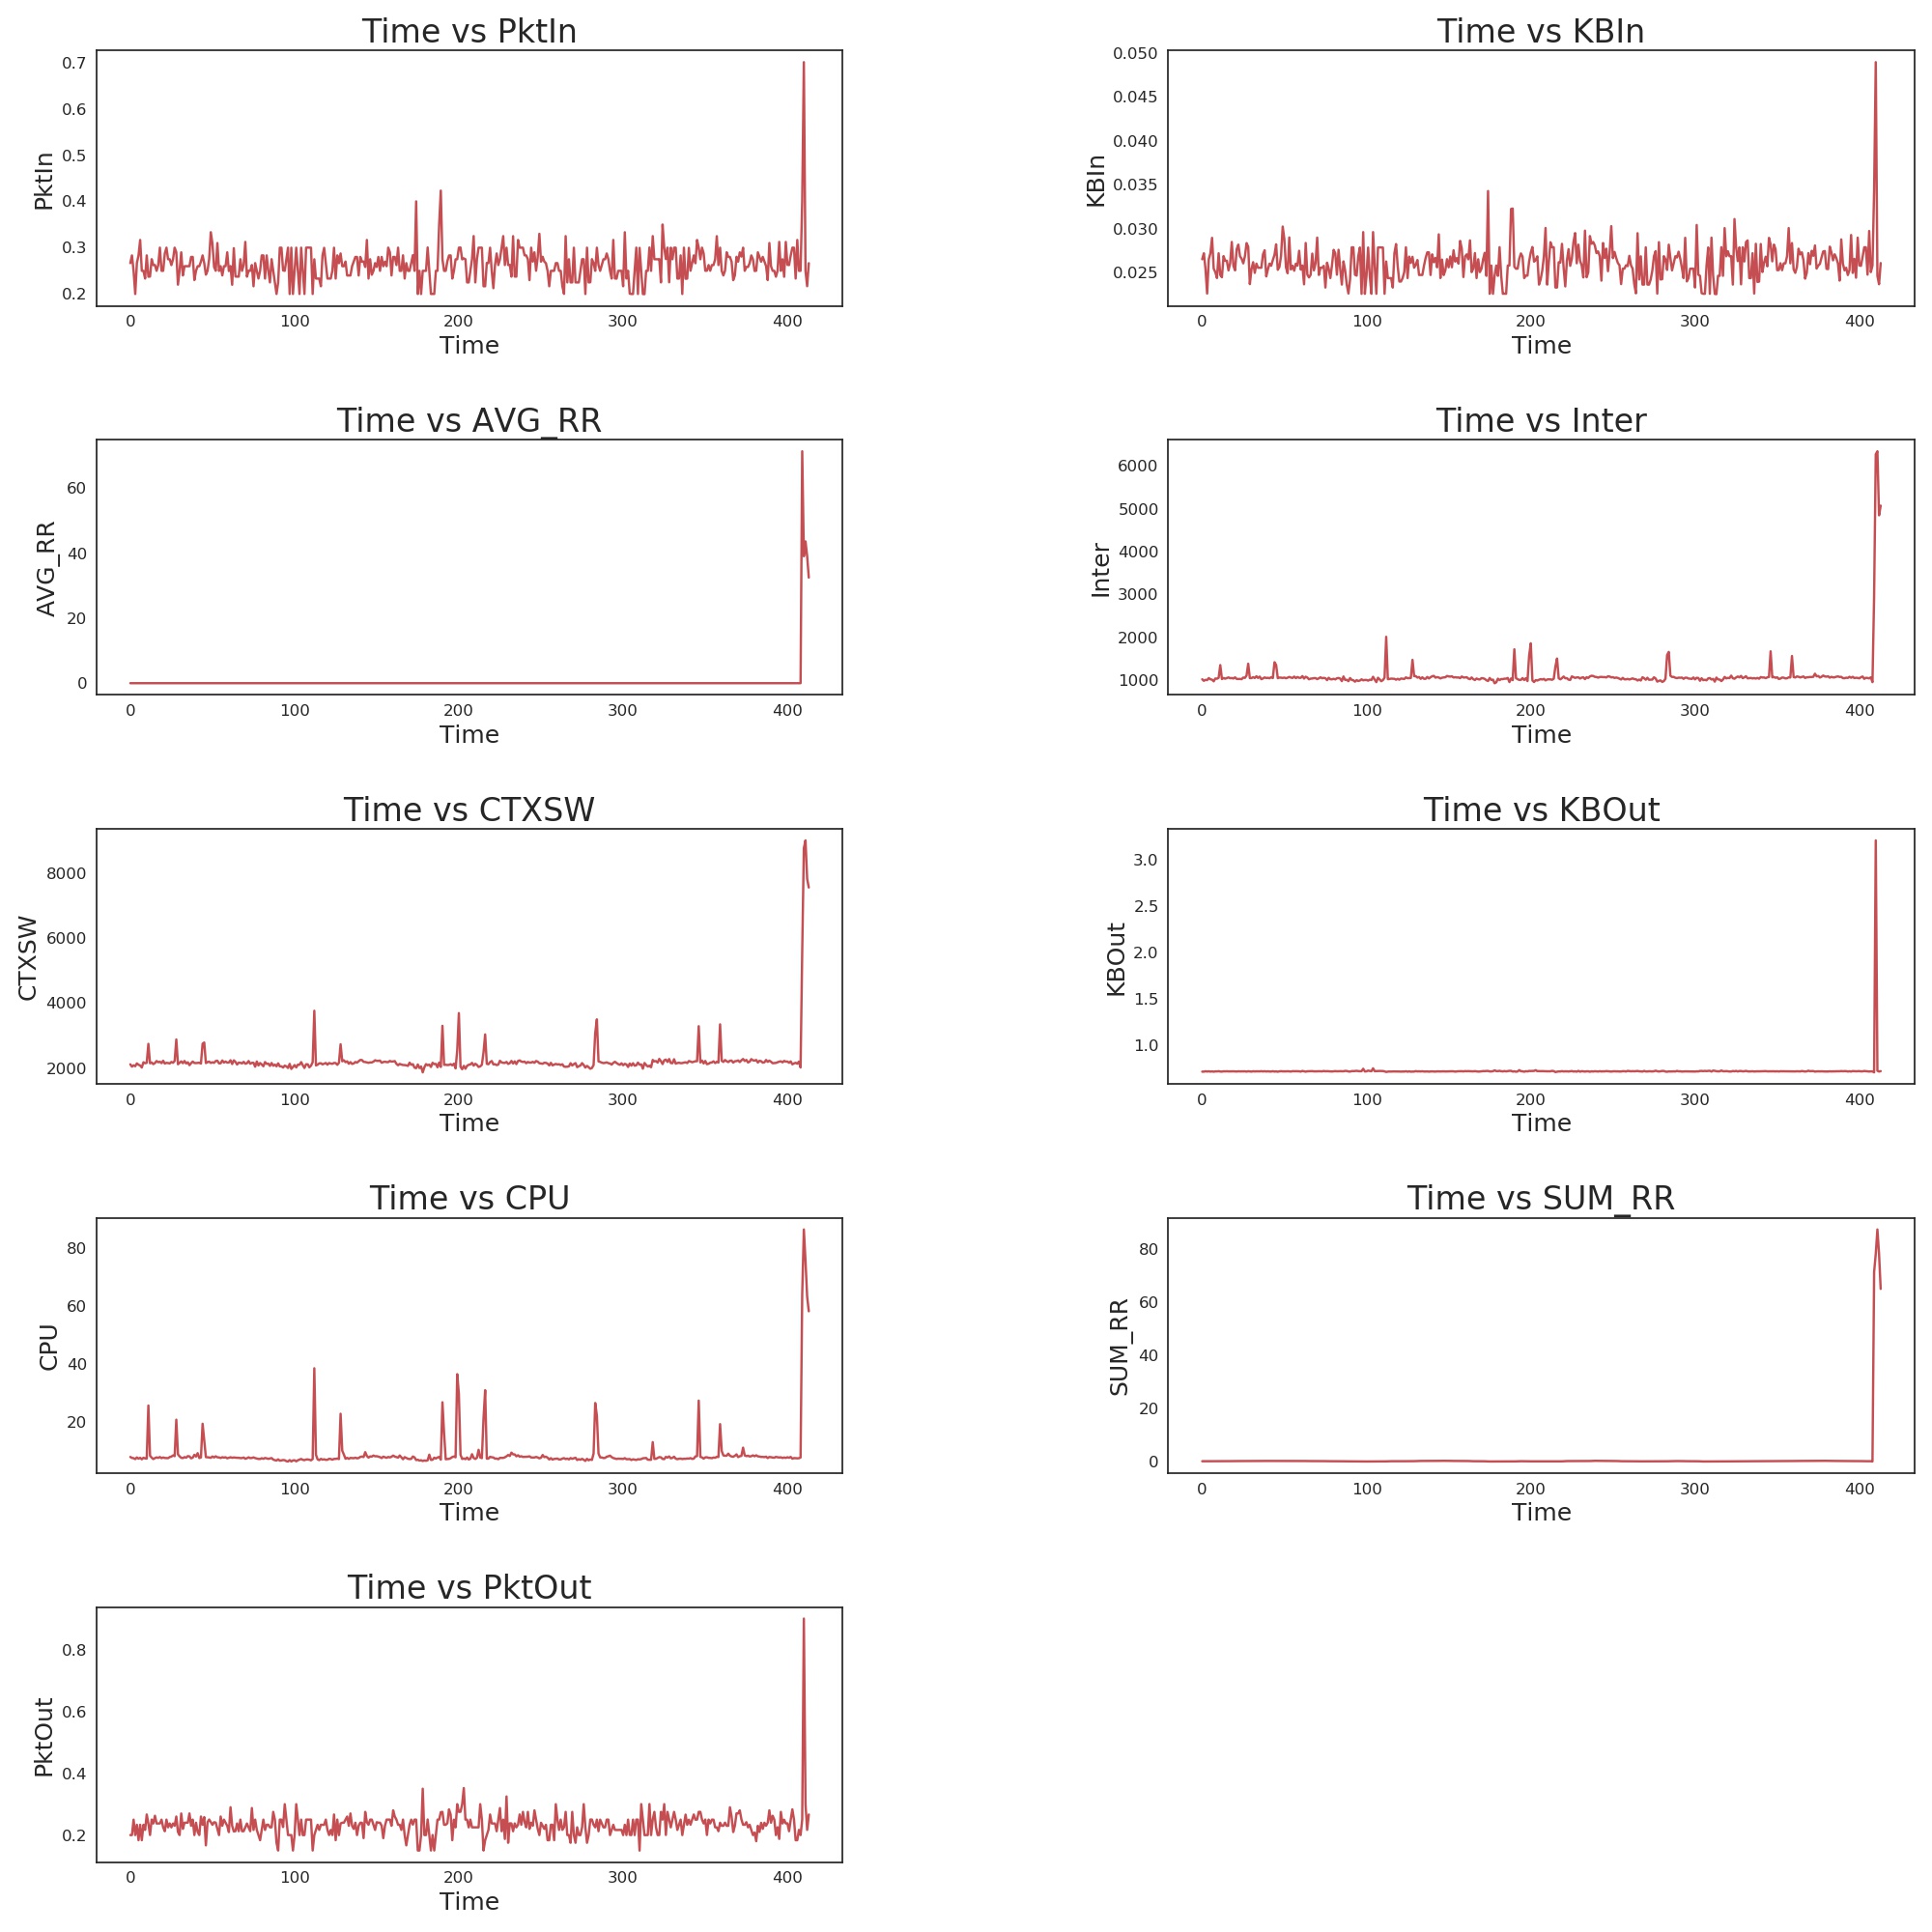 Time vs PktIn
PktIn
0.7
0.6
0.5
0.4
0.3
0.2
0 100 200 300 400
Time
Time vs KBIn
KBIn
0.050
0.045
0.040
0.035
0.030
0.025
0 100 200 300 400
Time
Time vs AVG_RR
AVG_RR
60
40
20
0
0 100 200 300 400
Time
Time vs Inter
Inter
6000
5000
4000
3000
2000
1000
0 100 200 300 400
Time
Time vs CTXSW
CTXSW
8000
6000
4000
2000
0 100 200 300 400
Time
Time vs KBOut
KBOut
3.0
2.5
2.0
1.5
1.0
0 100 200 300 400
Time
Time vs CPU
CPU
80
60
40
20
0 100 200 300 400
Time
Time vs SUM_RR
SUM_RR
80
60
40
20
0
0 100 200 300 400
Time
Time vs PktOut
PktOut
0.8
0.6
0.4
0.2
0 100 200 300 400
Time